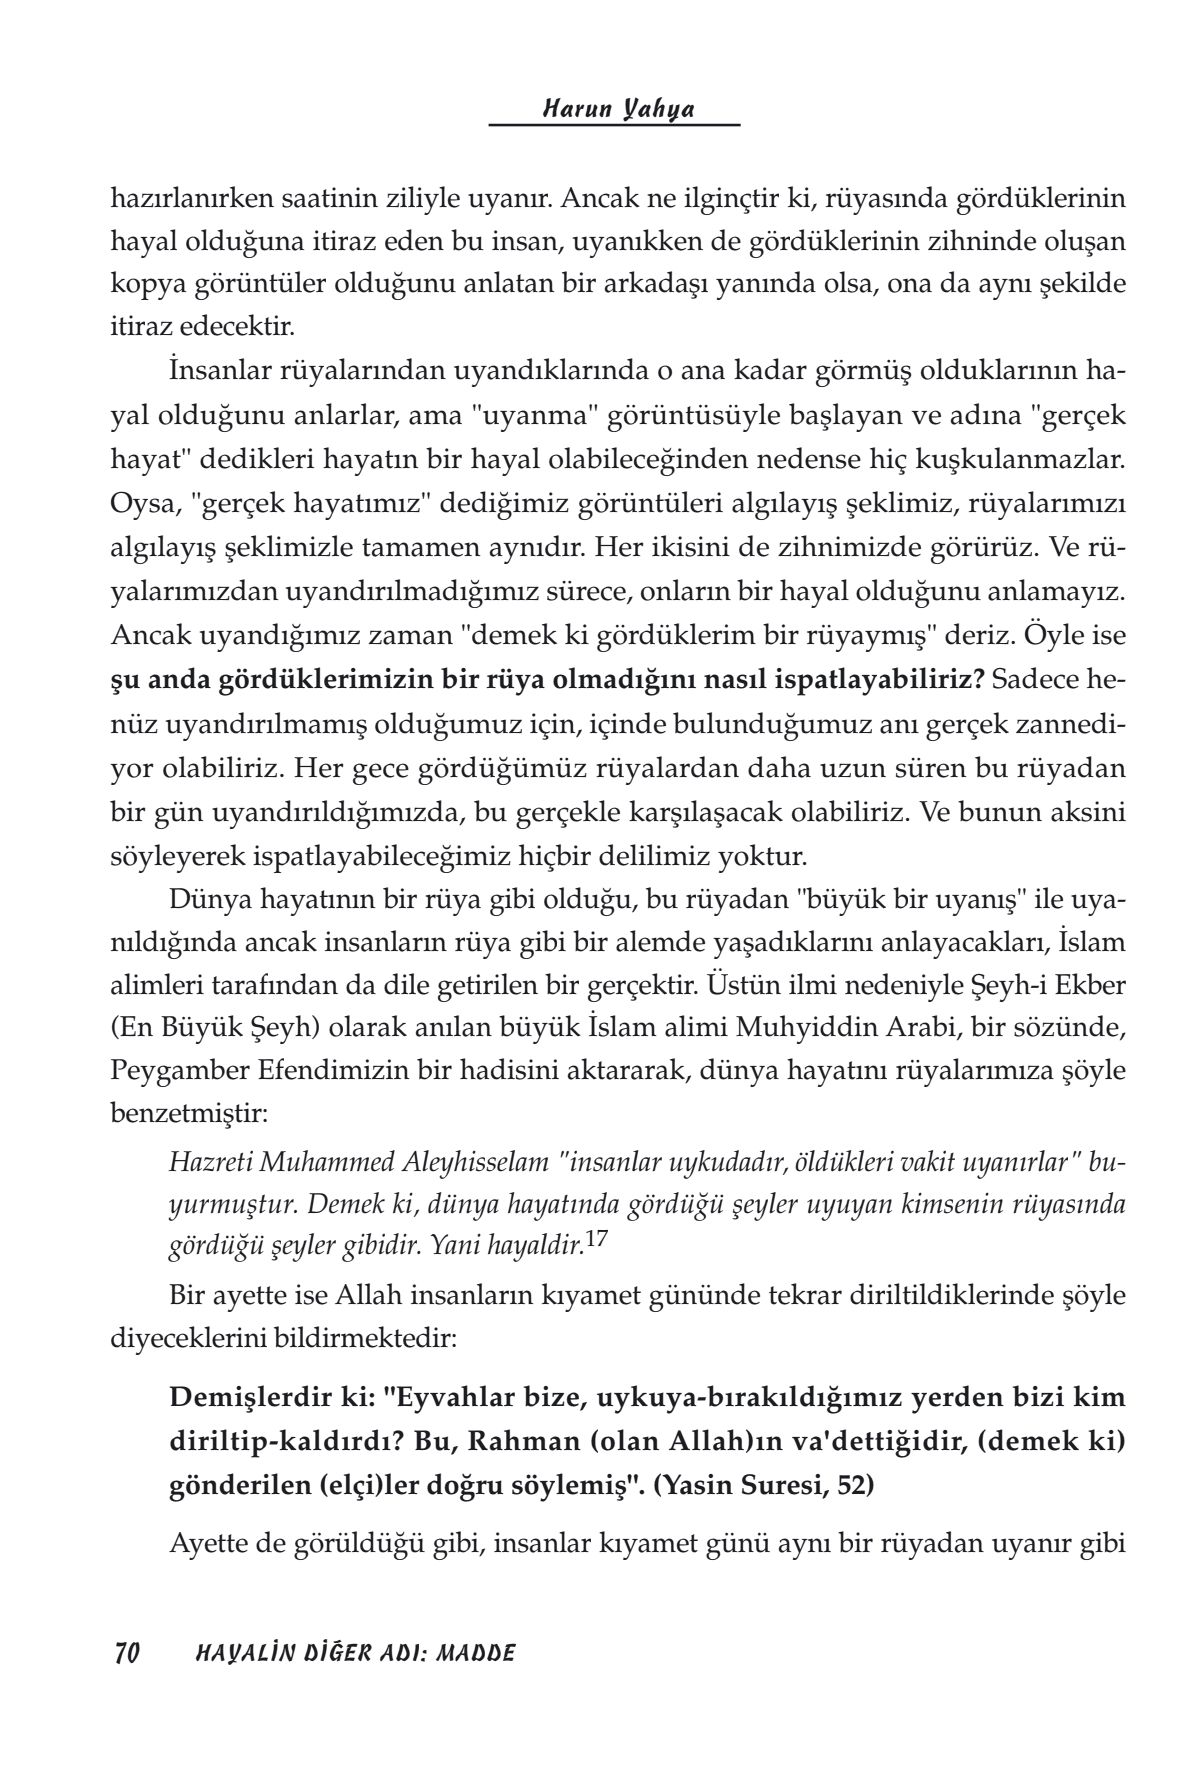 Harun Yahya
hazırlanırken saatinin ziliyle uyanır. Ancak ne ilginçtir ki, rüyasında gördüklerinin
hayal olduğuna itiraz eden bu insan, uyanıkken de gördüklerinin zihninde oluşan
kopya görüntüler olduğunu anlatan bir arkadaşı yanında olsa, ona da aynı şekilde
itiraz edecektir.
İnsanlar rüyalarından uyandıklarında o ana kadar görmüş olduklarının ha-
yal olduğunu anlarlar, ama "uyanma" görüntüsüyle başlayan ve adına "gerçek
hayat" dedikleri hayatın bir hayal olabileceğinden nedense hiç kuşkulanmazlar.
Oysa, "gerçek hayatımız" dediğimiz görüntüleri algılayış şeklimiz, rüyalarımızı
algılayış şeklimizle tamamen aynıdır. Her ikisini de zihnimizde görürüz. Ve rü-
yalarımızdan uyandırılmadığımız sürece, onların bir hayal olduğunu anlamayız.
Ancak uyandığımız zaman "demek ki gördüklerim bir rüyaymış" deriz. Öyle ise
şu anda gördüklerimizin bir rüya olmadığını nasıl ispatlayabiliriz? Sadece he-
nüz uyandırılmamış olduğumuz için, içinde bulunduğumuz anı gerçek zannedi-
yor olabiliriz. Her gece gördüğümüz rüyalardan daha uzun süren bu rüyadan
bir gün uyandırıldığımızda, bu gerçekle karşılaşacak olabiliriz. Ve bunun aksini
söyleyerek ispatlayabileceğimiz hiçbir delilimiz yoktur.
Dünya hayatının bir rüya gibi olduğu, bu rüyadan "büyük bir uyanış" ile uya-
nıldığında ancak insanların rüya gibi bir alemde yaşadıklarını anlayacakları, İslam
alimleri tarafından da dile getirilen bir gerçektir. Üstün ilmi nedeniyle Şeyh-i Ekber
(En Büyük Şeyh) olarak anılan büyük İslam alimi Muhyiddin Arabi, bir sözünde,
Peygamber Efendimizin bir hadisini aktararak, dünya hayatını rüyalarımıza şöyle
benzetmiştir:
Hazreti Muhammed Aleyhisselam "insanlar uykudadır, öldükleri vakit uyanırlar" bu-
yurmuştur. Demek ki, dünya hayatında gördüğü şeyler uyuyan kimsenin rüyasında
gördüğü şeyler gibidir. Yani hayaldir.17
Bir ayette ise Allah insanların kıyamet gününde tekrar diriltildiklerinde şöyle
diyeceklerini bildirmektedir:
Demişlerdir ki: "Eyvahlar bize, uykuya-bırakıldığımız yerden bizi kim
diriltip-kaldırdı? Bu, Rahman (olan Allah)ın va'dettiğidir, (demek ki)
gönderilen (elçi)ler doğru söylemiş". (Yasin Suresi, 52)
Ayette de görüldüğü gibi, insanlar kıyamet günü aynı bir rüyadan uyanır gibi
70 HAYALİN DİĞER ADI: MADDE